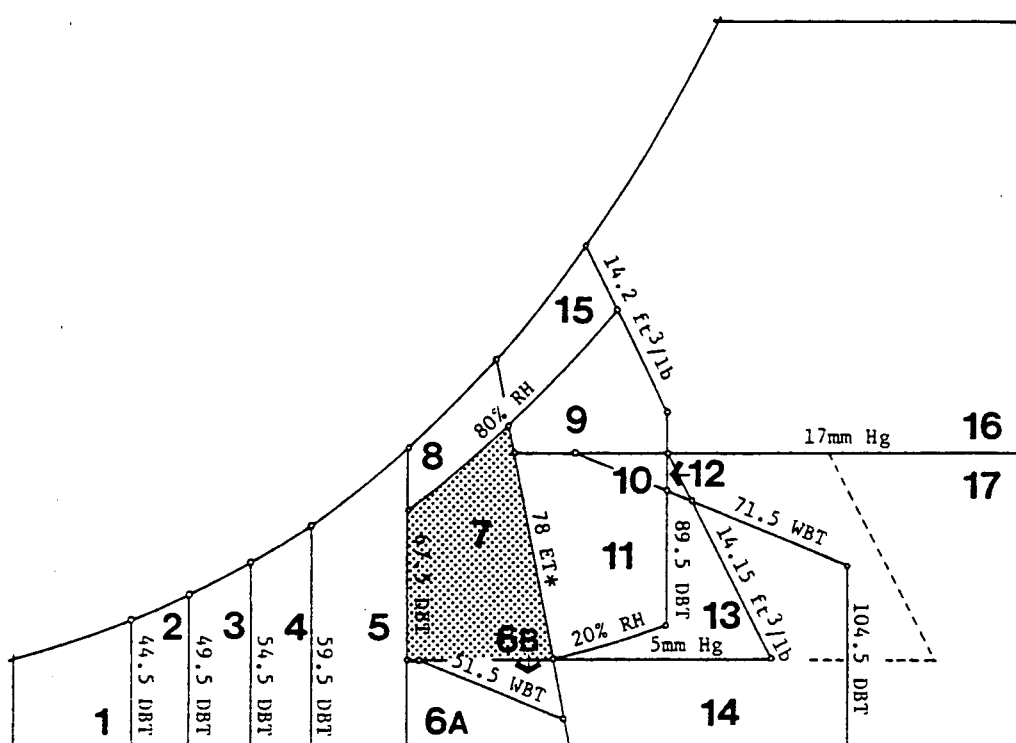 14.2 ft3/lb
15
80% RH
9
17mm Hg
16
8
10
12
17
71.5 WBT
7
78 ET*
11
89.5 DBT
14.15 ft3/lb
2
3
4
5
6B
20% RH
13
5mm Hg
44.5 DBT
49.5 DBT
54.5 DBT
59.5 DBT
67.5 DBT
51.5 WBT
104.5 DBT
1
6A
14